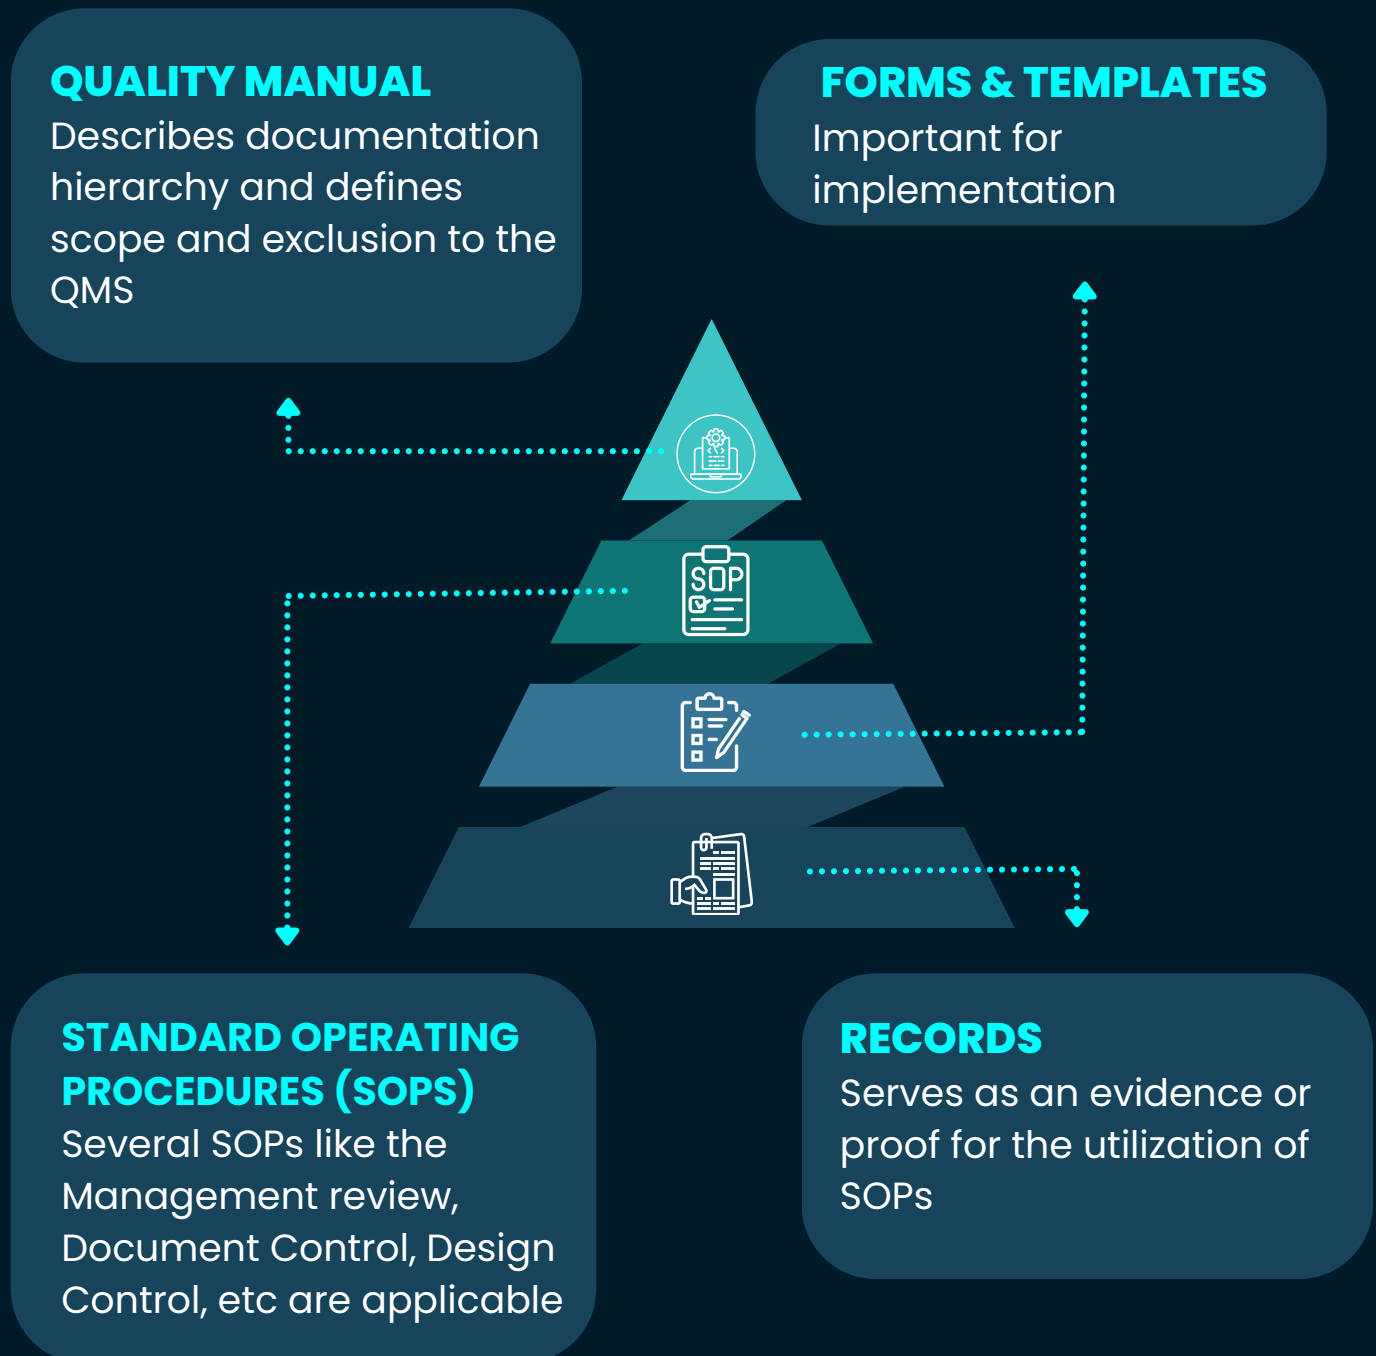 QUALITY MANUAL
Describes documentation
hierarchy and defines
scope and exclusion to the
QMS
FORMS & TEMPLATES
Important for
implementation
SOP
STANDARD OPERATING
PROCEDURES (SOPS)
Several SOPs like the
Management review,
Document Control, Design
Control, etc are applicable
RECORDS
Serves as an evidence or
proof for the utilization of
SOPs